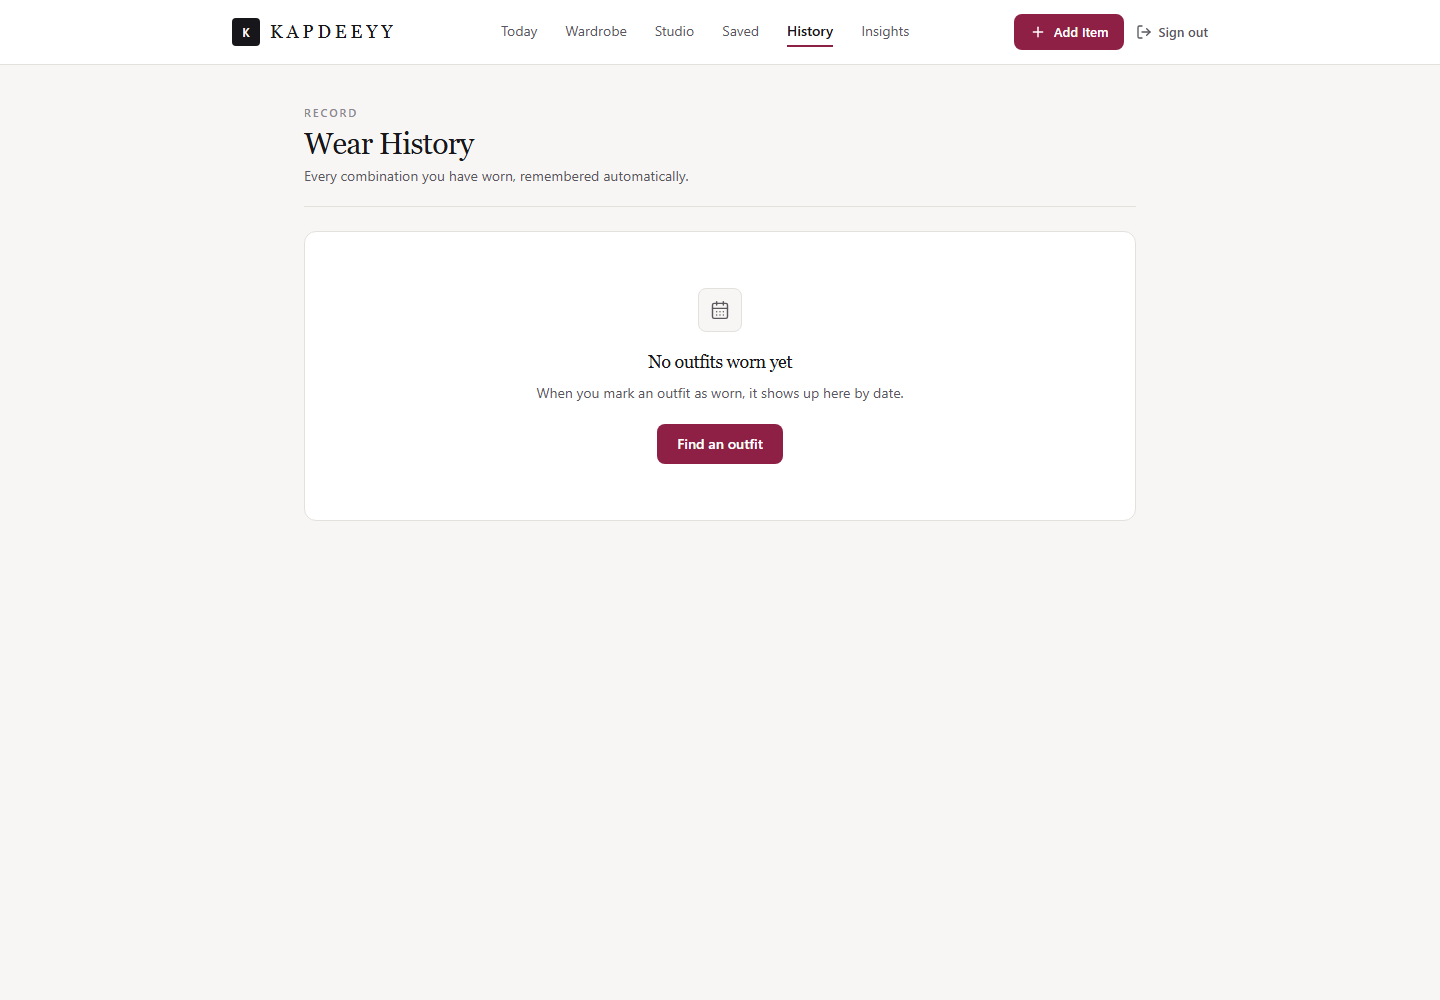 K KAPDEEYY
Today Wardrobe Studio Saved History Insights
Add Item
Sign out
RECORD
Wear History
Every combination you have worn, remembered automatically.
No outfits worn yet
When you mark an outfit as worn, it shows up here by date.
Find an outfit